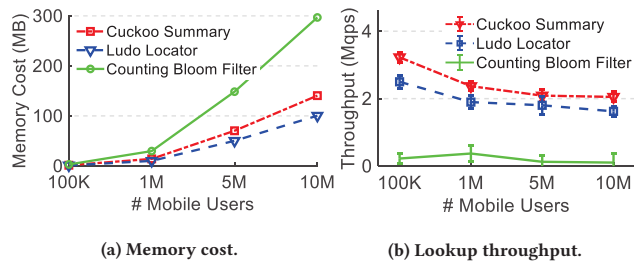 Memory Cost (MB)
300
200
100
0
Cuckoo Summary
Ludo Locator
Counting Bloom Filter
100K 1M 5M 10M
# Mobile Users
(a) Memory cost.
Throughput (Mqps)
4
2
0
Cuckoo Summary
Ludo Locator
Counting Bloom Filter
100K 1M 5M 10M
# Mobile Users
(b) Lookup throughput.